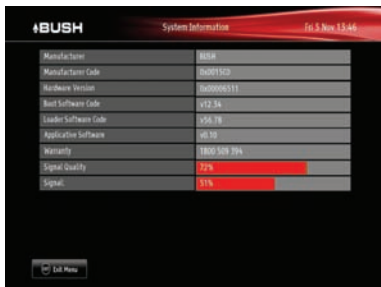 BUSH System Information Fri 5 Nov 13:46
Manufacturer BUSH
Manufacturer Code 0x0015CD
Hardware Version 0x00006511
Boot Software Code v12.34
Loader Software Code v56.78
Applicative Software v0.10
Warranty 1800 509 394
Signal Quality 72%
Signal. 51%
Exit Menu